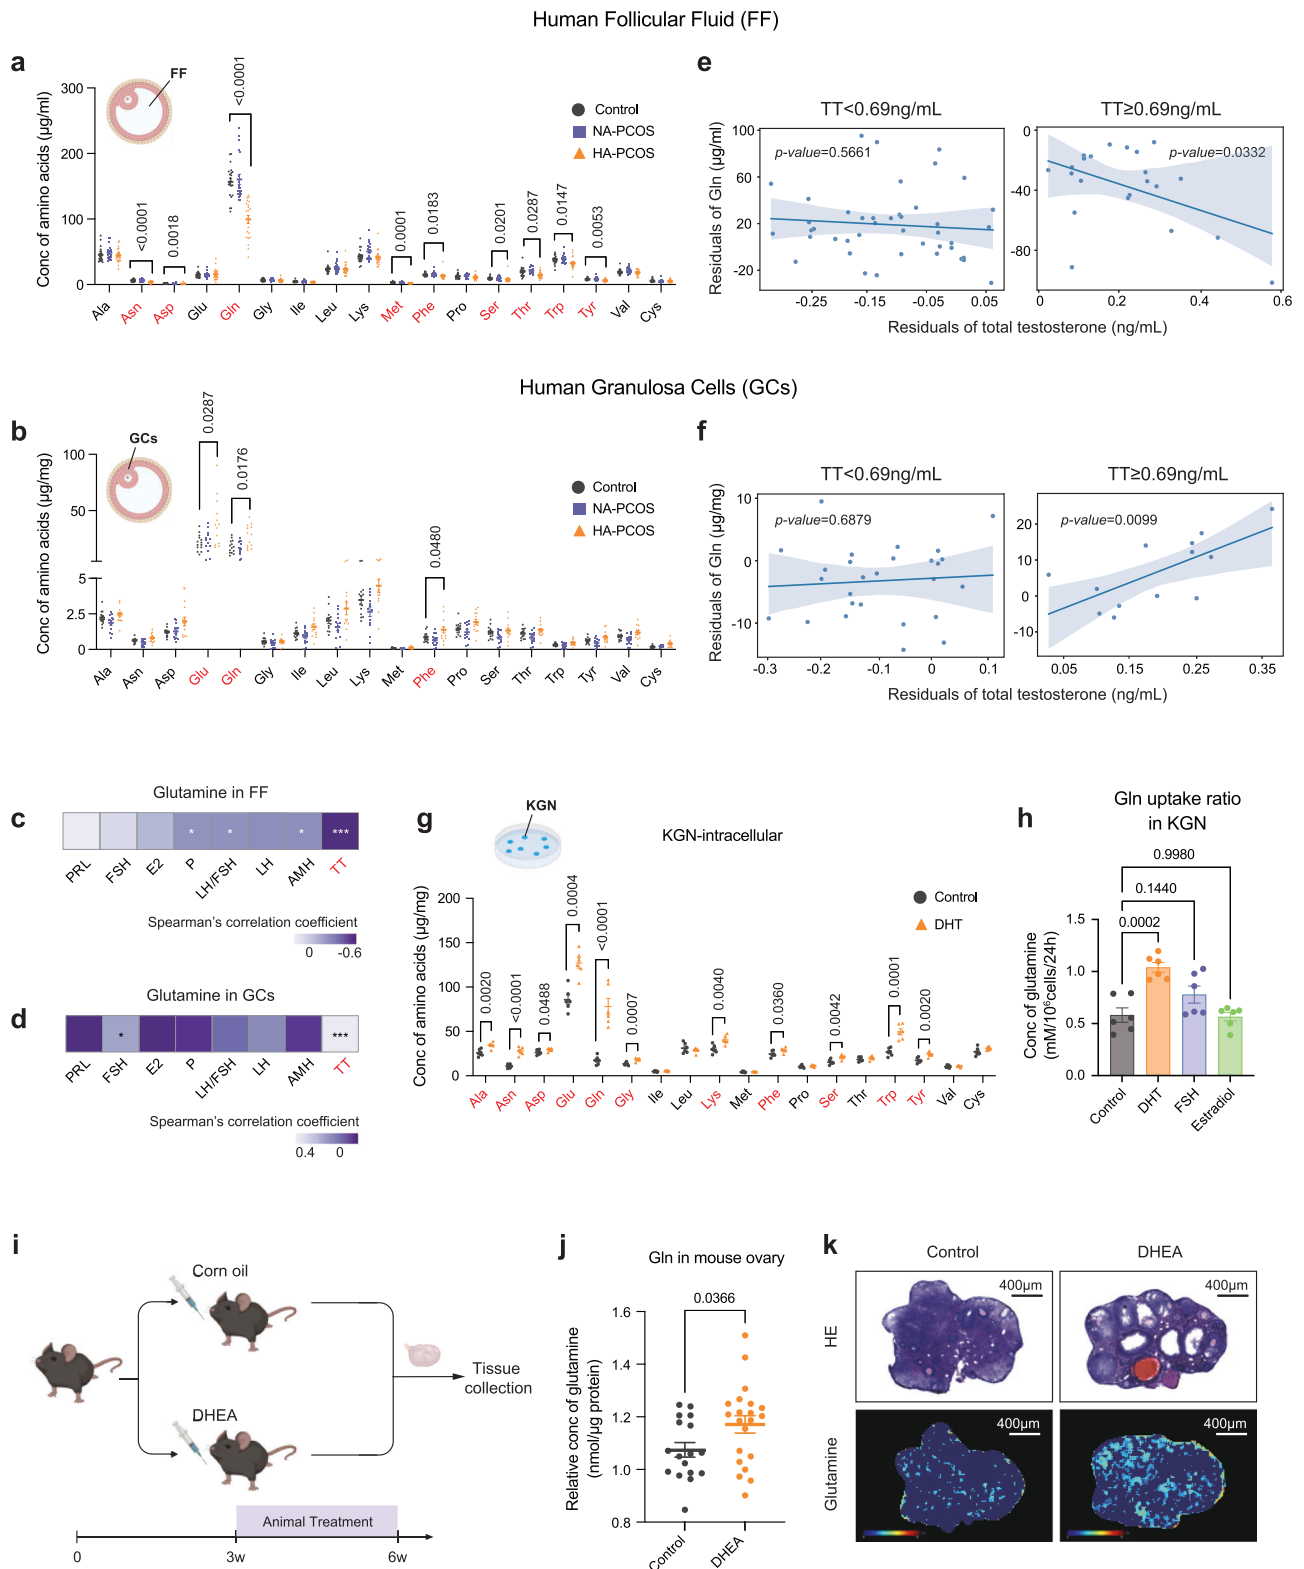 Human Follicular Fluid (FF)
a
Conc of amino acids (µg/ml)
300
200
100
0
FF
<0.0001
0.0018
<0.0001
0.0001
0.0183
0.0201
0.0287
0.0147
0.0053
Control
NA-PCOS
HA-PCOS
Ala Asn Asp Glu Gln Gly Ile Leu Lys Met Phe Pro Ser Thr Trp Tyr Val Cys
e
TT<0.69ng/mL
TT≥0.69ng/mL
Residuals of Gln (µg/ml)
100
60
20
-20
p-value=0.5661
-0.25 -0.15 -0.05 0.05
0
-40
-80
p-value=0.0332
0 0.2 0.4 0.6
Residuals of total testosterone (ng/mL)
Human Granulosa Cells (GCs)
b
Conc of amino acids (µg/mg)
100
50
5
2.5
0
GCs
0.0287
0.0176
0.0480
Control
NA-PCOS
HA-PCOS
Ala Asn Asp Glu Gln Gly Ile Leu Lys Met Phe Pro Ser Thr Trp Tyr Val Cys
f
TT<0.69ng/mL
TT≥0.69ng/mL
Residuals of Gln (µg/mg)
10
0
-10
p-value=0.6879
-0.3 -0.2 -0.1 0 0.1
20
10
0
-10
p-value=0.0099
0.05 0.15 0.25 0.35
Residuals of total testosterone (ng/mL)
c
Glutamine in FF
* * * ***
PRL FSH E2 P LH/FSH LH AMH TT
Spearman's correlation coefficient
0 -0.6
d
Glutamine in GCs
* ***
PRL FSH E2 P LH/FSH LH AMH TT
Spearman's correlation coefficient
0.4 0
g
KGN
KGN-intracellular
Conc of amino acids (µg/mg)
200
150
100
50
0
0.0020
<0.0001
0.0488
0.0004
<0.0001
0.0007
0.0040
0.0360
0.0042
0.0001
0.0020
Control
DHT
Ala Asn Asp Glu Gln Gly Ile Leu Lys Met Phe Pro Ser Thr Trp Tyr Val Cys
h
Gln uptake ratio
in KGN
0.9980
0.1440
0.0002
Conc of glutamine
(mM/10⁶cells/24h)
1.5
1.0
0.5
0.0
Control DHT FSH Estradiol
i
Corn oil
DHEA
Tissue
collection
Animal Treatment
0 3w 6w
j
Gln in mouse ovary
0.0366
Relative conc of glutamine
(nmol/µg protein)
1.6
1.4
1.2
1.0
0.8
Control DHEA
k
Control DHEA
HE
400µm 400µm
Glutamine
400µm 400µm